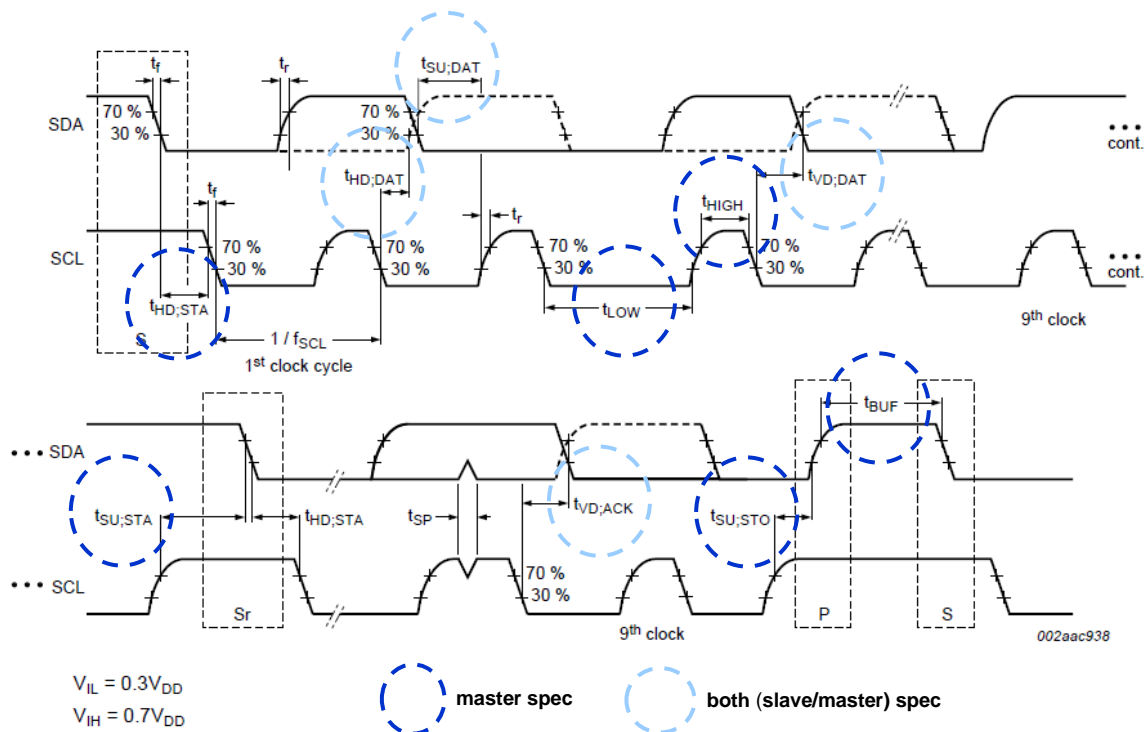 tf
tr
tSU;DAT
SDA
70 %
30 %
70 %
30 %
70 %
30 %
cont.
tHD;DAT
tVD;DAT
tf
tr
tHIGH
SCL
70 %
30 %
70 %
30 %
70 %
30 %
70 %
30 %
cont.
tHD;STA
tLOW
S
1 / fSCL
1st clock cycle
9th clock
tBUF
SDA
tSU;STA
tHD;STA
tSP
tVD;ACK
tSU;STO
SCL
70 %
30 %
Sr
9th clock
P
S
002aac938
VIL = 0.3VDD
VIH = 0.7VDD
master spec
both (slave/master) spec